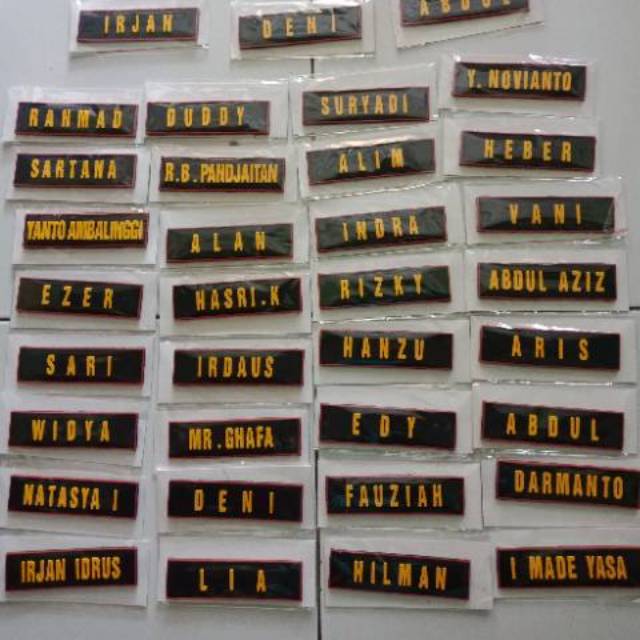 IRJAN
DENI
ABDUL
RAHMAD
DUDDY
SURYADI
Y. NOVIANTO
SARTANA
R.B. PANDJAITAN
ALIM
HEBER
YANTO AMBALINGGI
ALAN
INDRA
VANI
EZER
HASRI.K
RIZKY
ABDUL AZIZ
SARI
IRDAUS
HANZU
ARIS
WIDYA
MR.GHAFA
EDY
ABDUL
NATASYA I
DENI
FAUZIAH
DARMANTO
IRJAN IDRUS
LIA
HILMAN
I MADE YASA